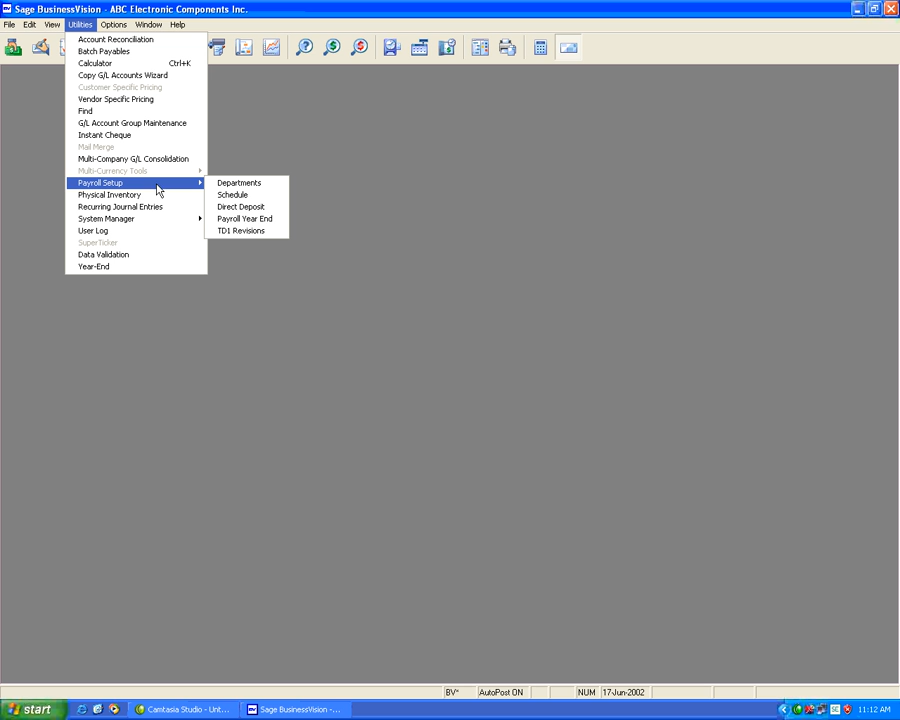 Sage BusinessVision - ABC Electronic Components Inc.
File Edit View Utilities Options Window Help
Account Reconciliation
Batch Payables
Calculator Ctrl+K
Copy G/L Accounts Wizard
Customer Specific Pricing
Vendor Specific Pricing
Find
G/L Account Group Maintenance
Instant Cheque
Mail Merge
Multi-Company G/L Consolidation
Multi-Currency Tools
Payroll Setup
Physical Inventory
Recurring Journal Entries
System Manager
User Log
SuperTicker
Data Validation
Year-End
Departments
Schedule
Direct Deposit
Payroll Year End
TD1 Revisions
BV* AutoPost ON NUM 17-Jun-2002
start Camtasia Studio - Unt... Sage BusinessVision -... 11:12 AM